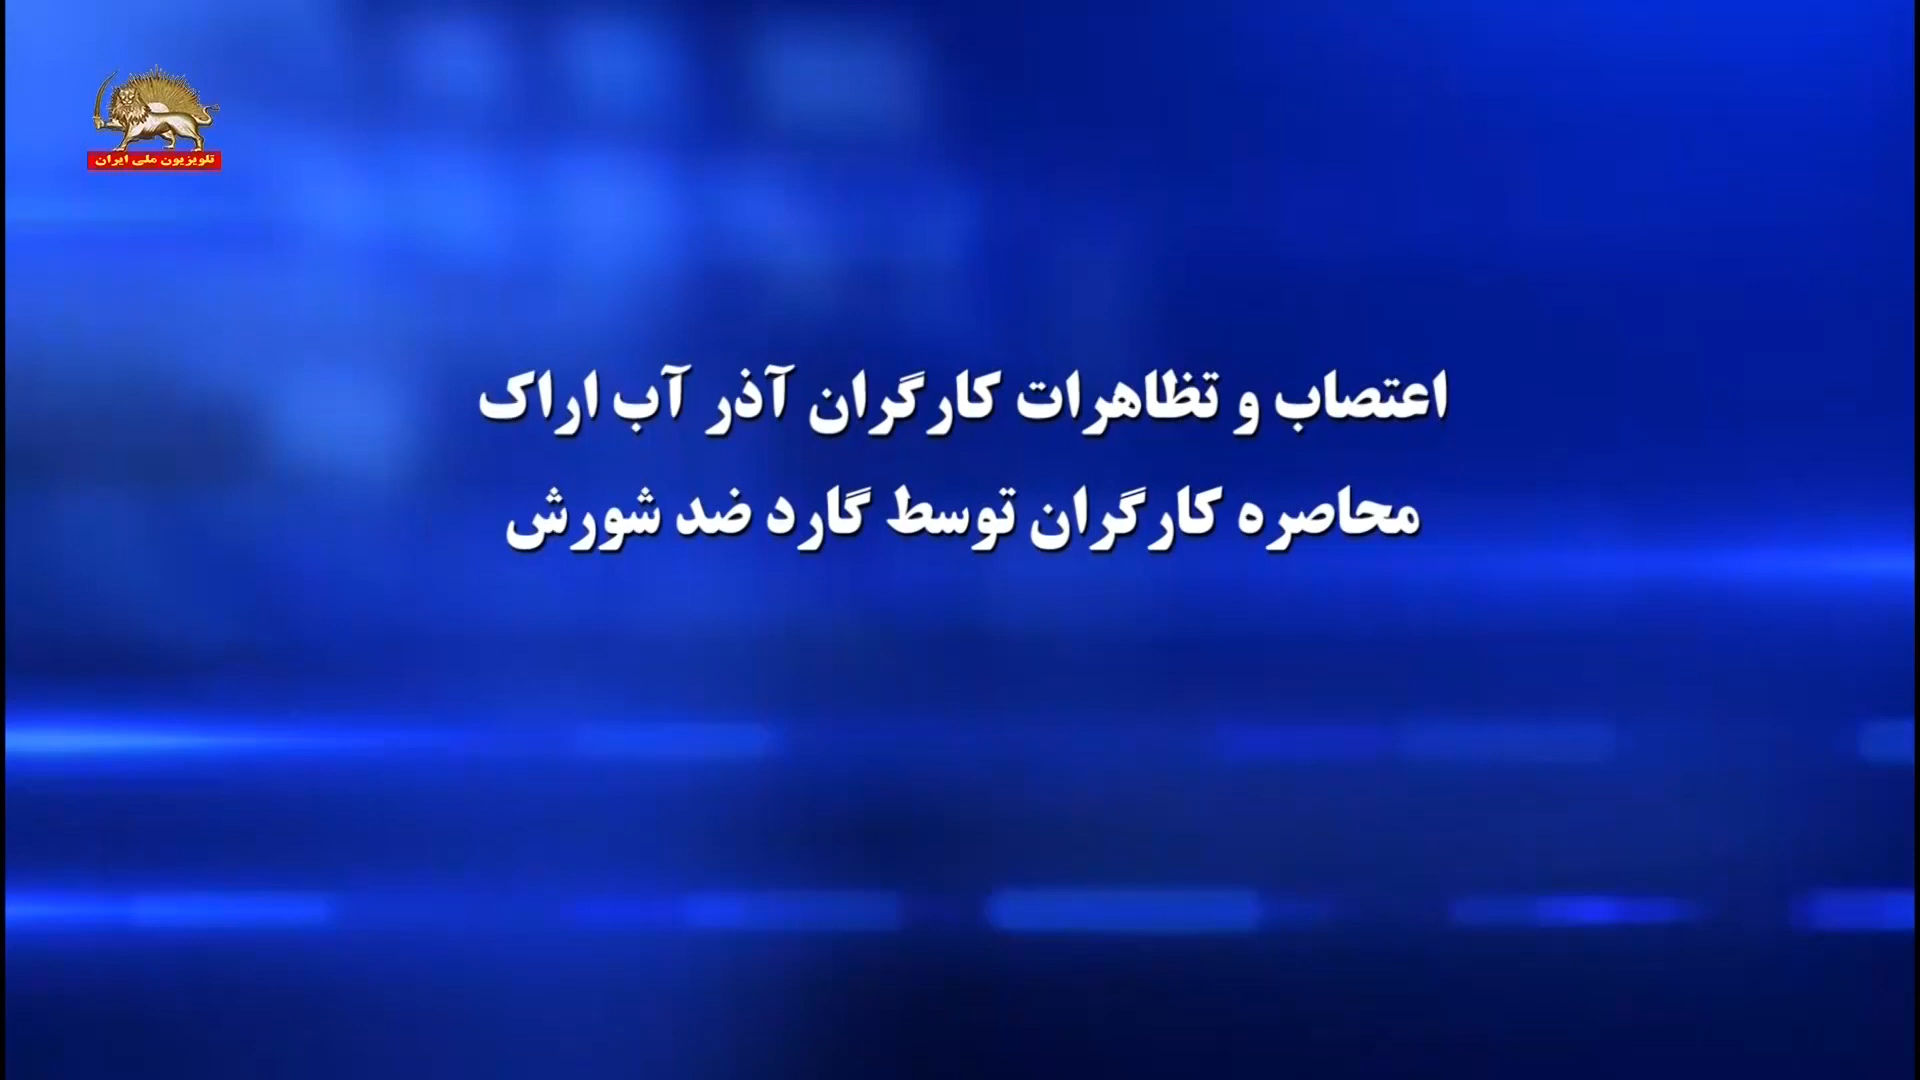 تلویزیون ملی ایران
اعتصاب و تظاهرات کارگران آذر آب اراک
محاصره کارگران توسط گارد ضد شورش